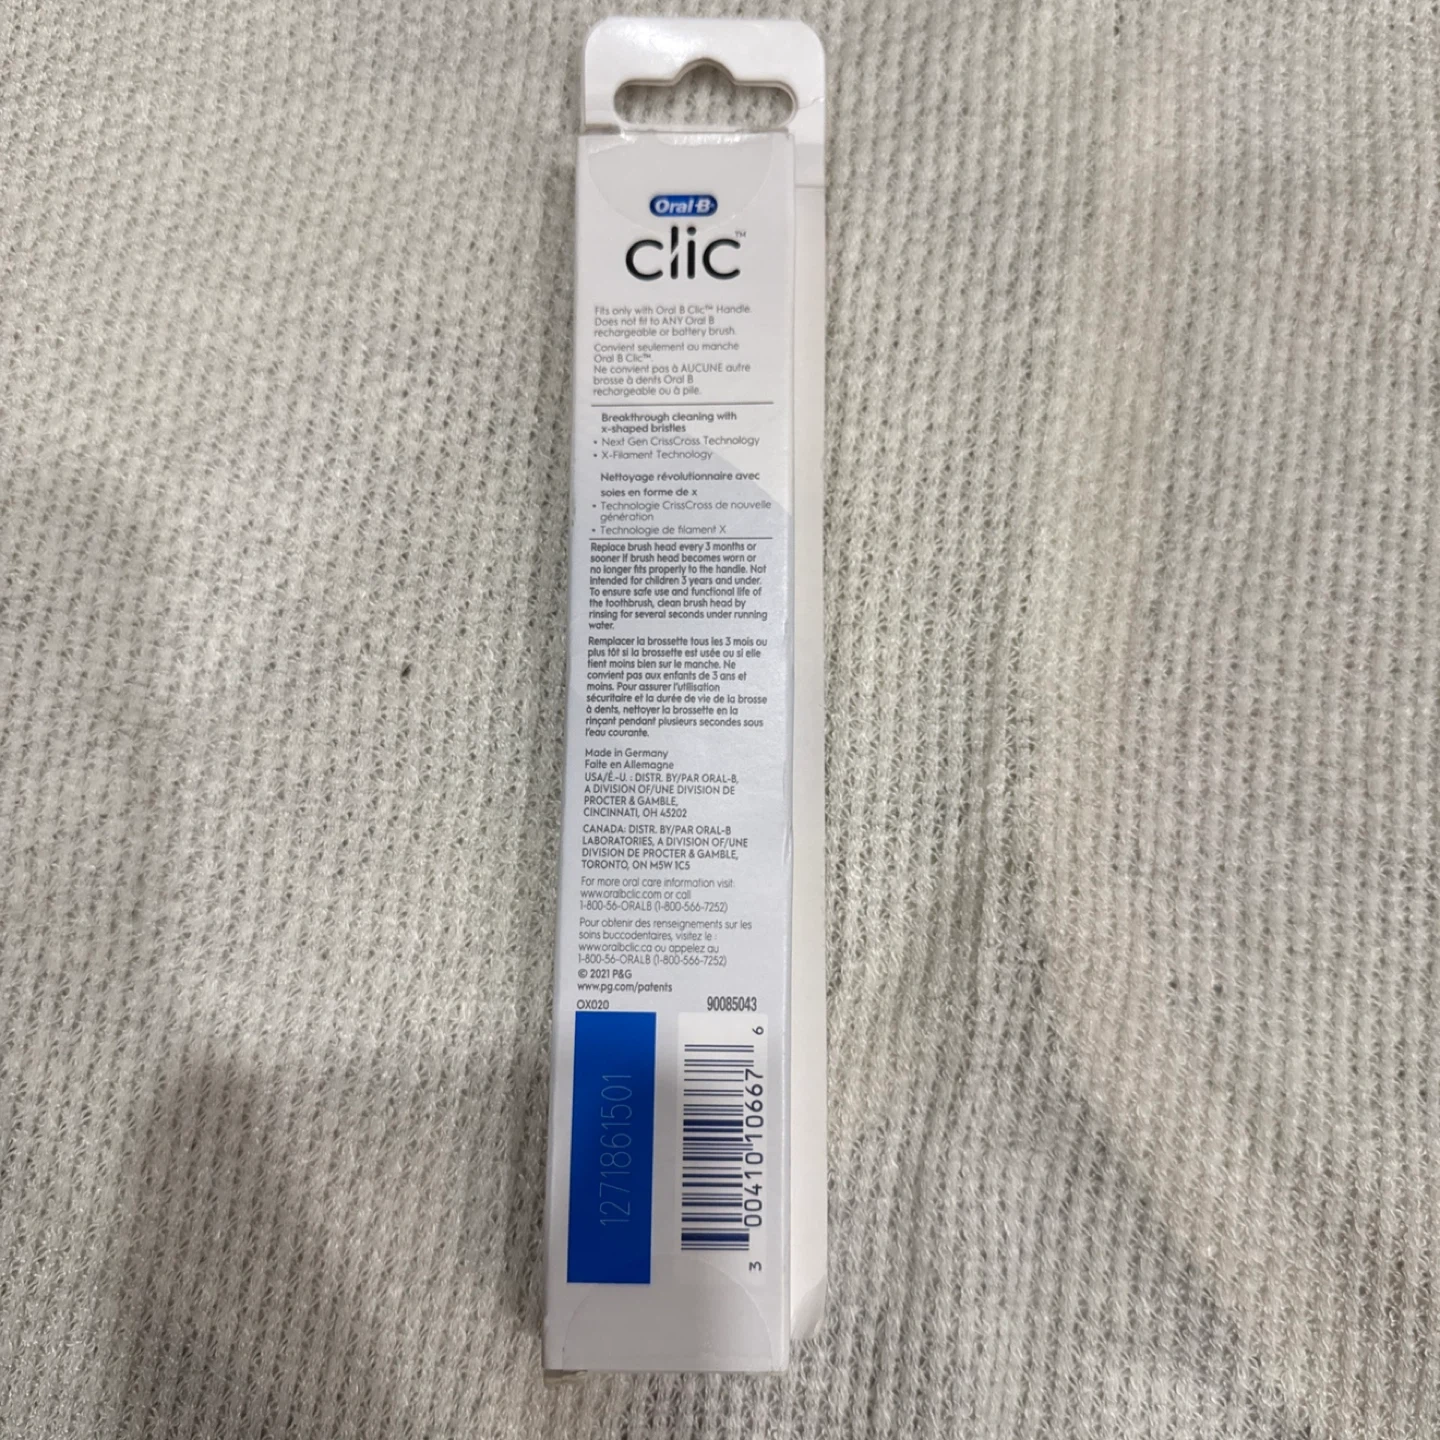 Oral-B
clic™
Fits only with Oral B Clic™ Handle.
Does not fit to ANY Oral B
rechargeable or battery brush.
Convient seulement au manche
Oral B Clic™.
Ne convient pas à AUCUNE autre
brosse à dents Oral B
rechargeable ou à pile.
Breakthrough cleaning with
x-shaped bristles
• Next Gen CrissCross Technology
• X-Filament Technology
Nettoyage révolutionnaire avec
soies en forme de x
• Technologie CrissCross de nouvelle
génération
• Technologie de filament X
Replace brush head every 3 months or
sooner if brush head becomes worn or
no longer fits properly to the handle. Not
intended for children 3 years and under.
To ensure safe use and functional life of
the toothbrush, clean brush head by
rinsing for several seconds under running
water.
Remplacer la brossette tous les 3 mois ou
plus tôt si la brossette est usée ou si elle
tient moins bien sur le manche. Ne
convient pas aux enfants de 3 ans et
moins. Pour assurer l'utilisation
sécuritaire et la durée de vie de la brosse
à dents, nettoyer la brossette en la
rinçant pendant plusieurs secondes sous
l'eau courante.
Made in Germany
Faite en Allemagne
USA/É.-U. : DISTR. BY/PAR ORAL-B,
A DIVISION OF/UNE DIVISION DE
PROCTER & GAMBLE,
CINCINNATI, OH 45202
CANADA: DISTR. BY/PAR ORAL-B
LABORATORIES, A DIVISION OF/UNE
DIVISION DE PROCTER & GAMBLE,
TORONTO, ON M5W 1C5
For more oral care information visit:
www.oralbclic.com or call
1-800-56-ORALB (1-800-566-7252)
Pour obtenir des renseignements sur les
soins buccodentaires, visitez le :
www.oralbclic.ca ou appelez au
1-800-56-ORALB (1-800-566-7252)
© 2021 P&G
www.pg.com/patents
OX020 90085043
1271861501
3 00410 10667 6